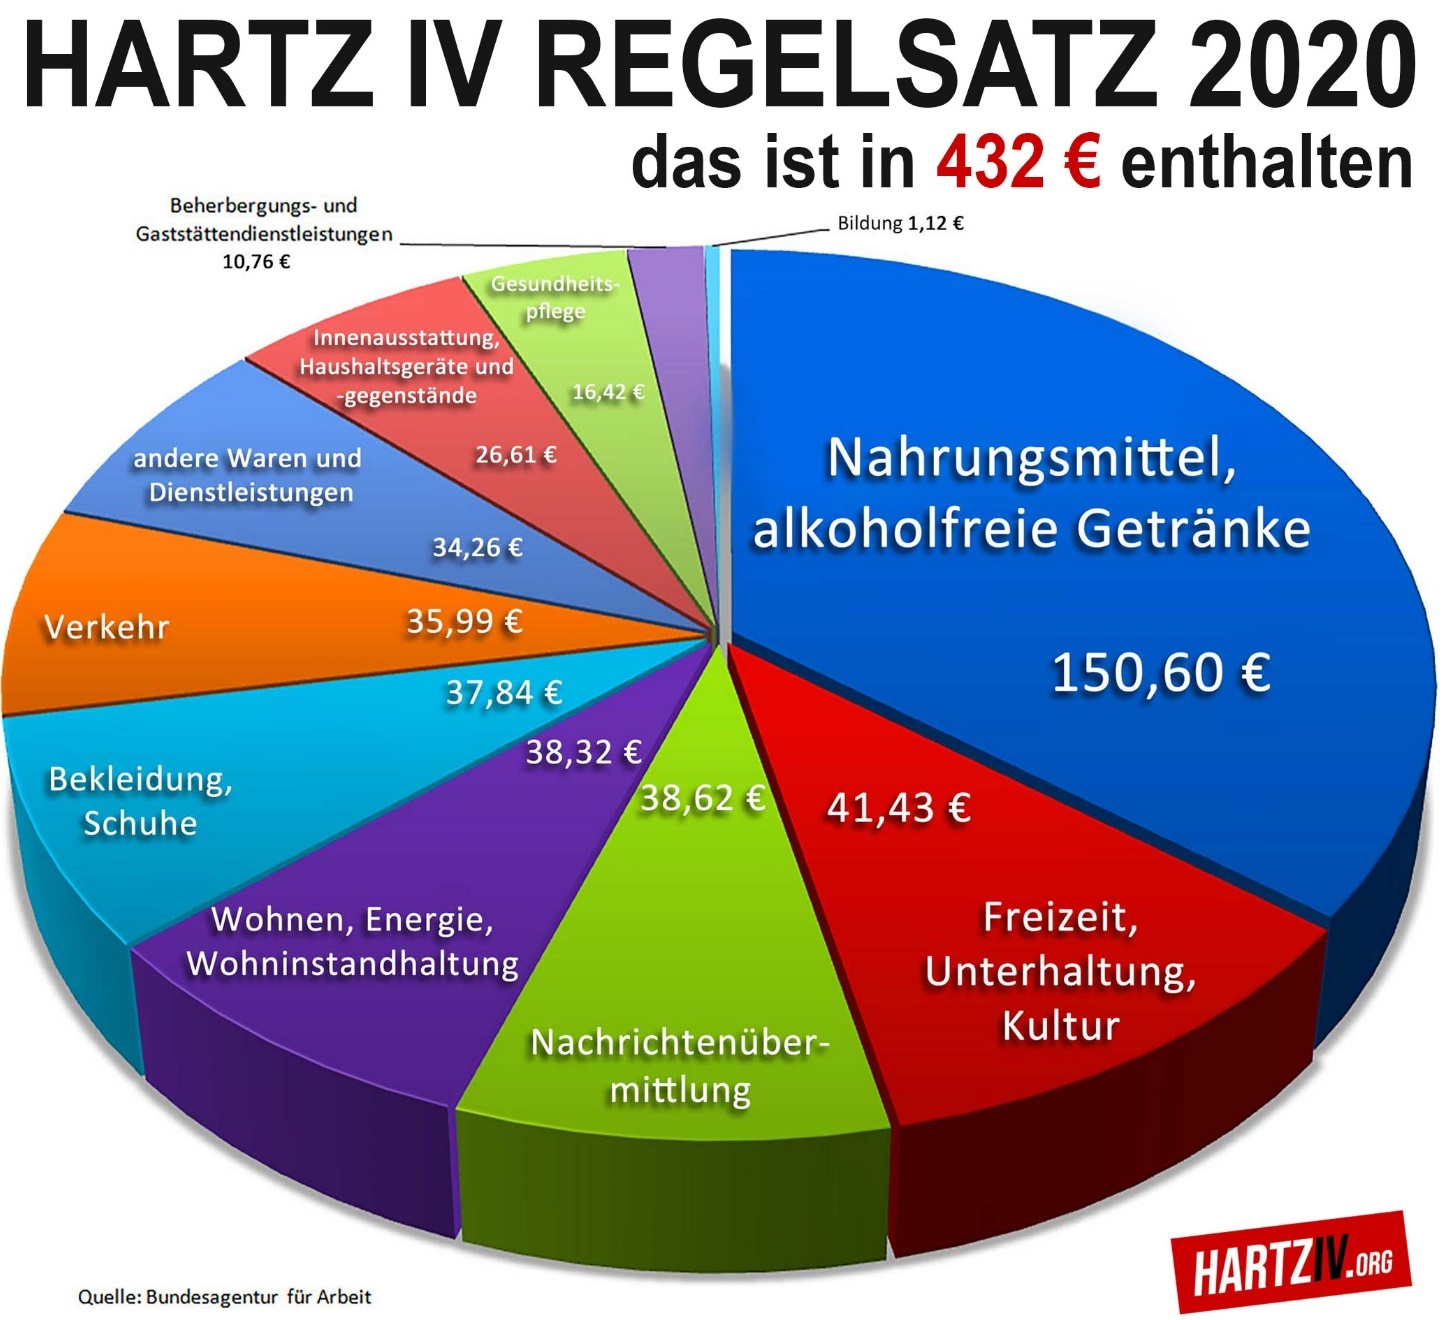 HARTZ IV REGELSATZ 2020
das ist in 432 € enthalten
Beherbergungs- und
Gaststättendienstleistungen
10,76 €
Bildung 1,12 €
Gesundheits-
pflege
16,42 €
Innenausstattung,
Haushaltsgeräte und
-gegenstände
26,61 €
andere Waren und
Dienstleistungen
34,26 €
Verkehr
35,99 €
Bekleidung,
Schuhe
37,84 €
Wohnen, Energie,
Wohninstandhaltung
38,32 €
Nachrichtenüber-
mittlung
38,62 €
Freizeit,
Unterhaltung,
Kultur
41,43 €
Nahrungsmittel,
alkoholfreie Getränke
150,60 €
Quelle: Bundesagentur für Arbeit
HARTZIV.ORG